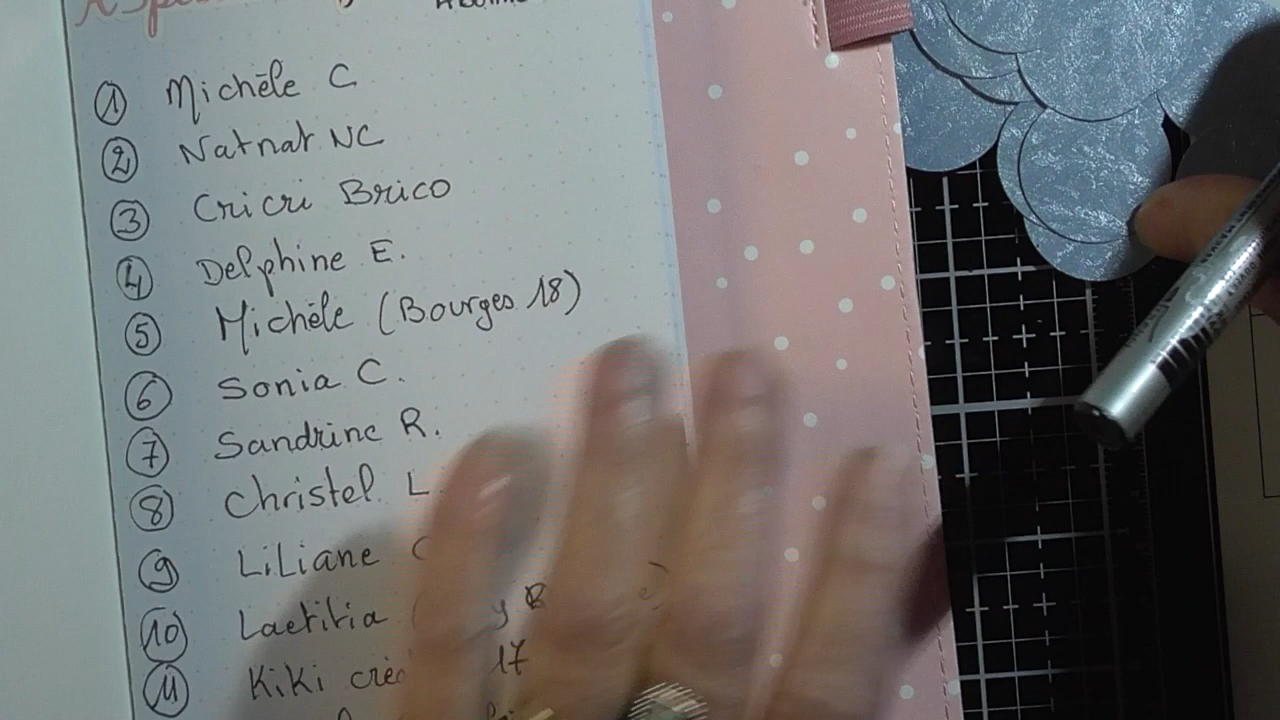 ① Michèle C
② Natnat NC
③ Cricri Brico
④ Delphine E.
⑤ Michèle (Bourges 18)
⑥ Sonia C.
⑦ Sandrine R.
⑧ Christel L.
⑨ Liliane
⑩ Laetitia
⑪ Kiki 17